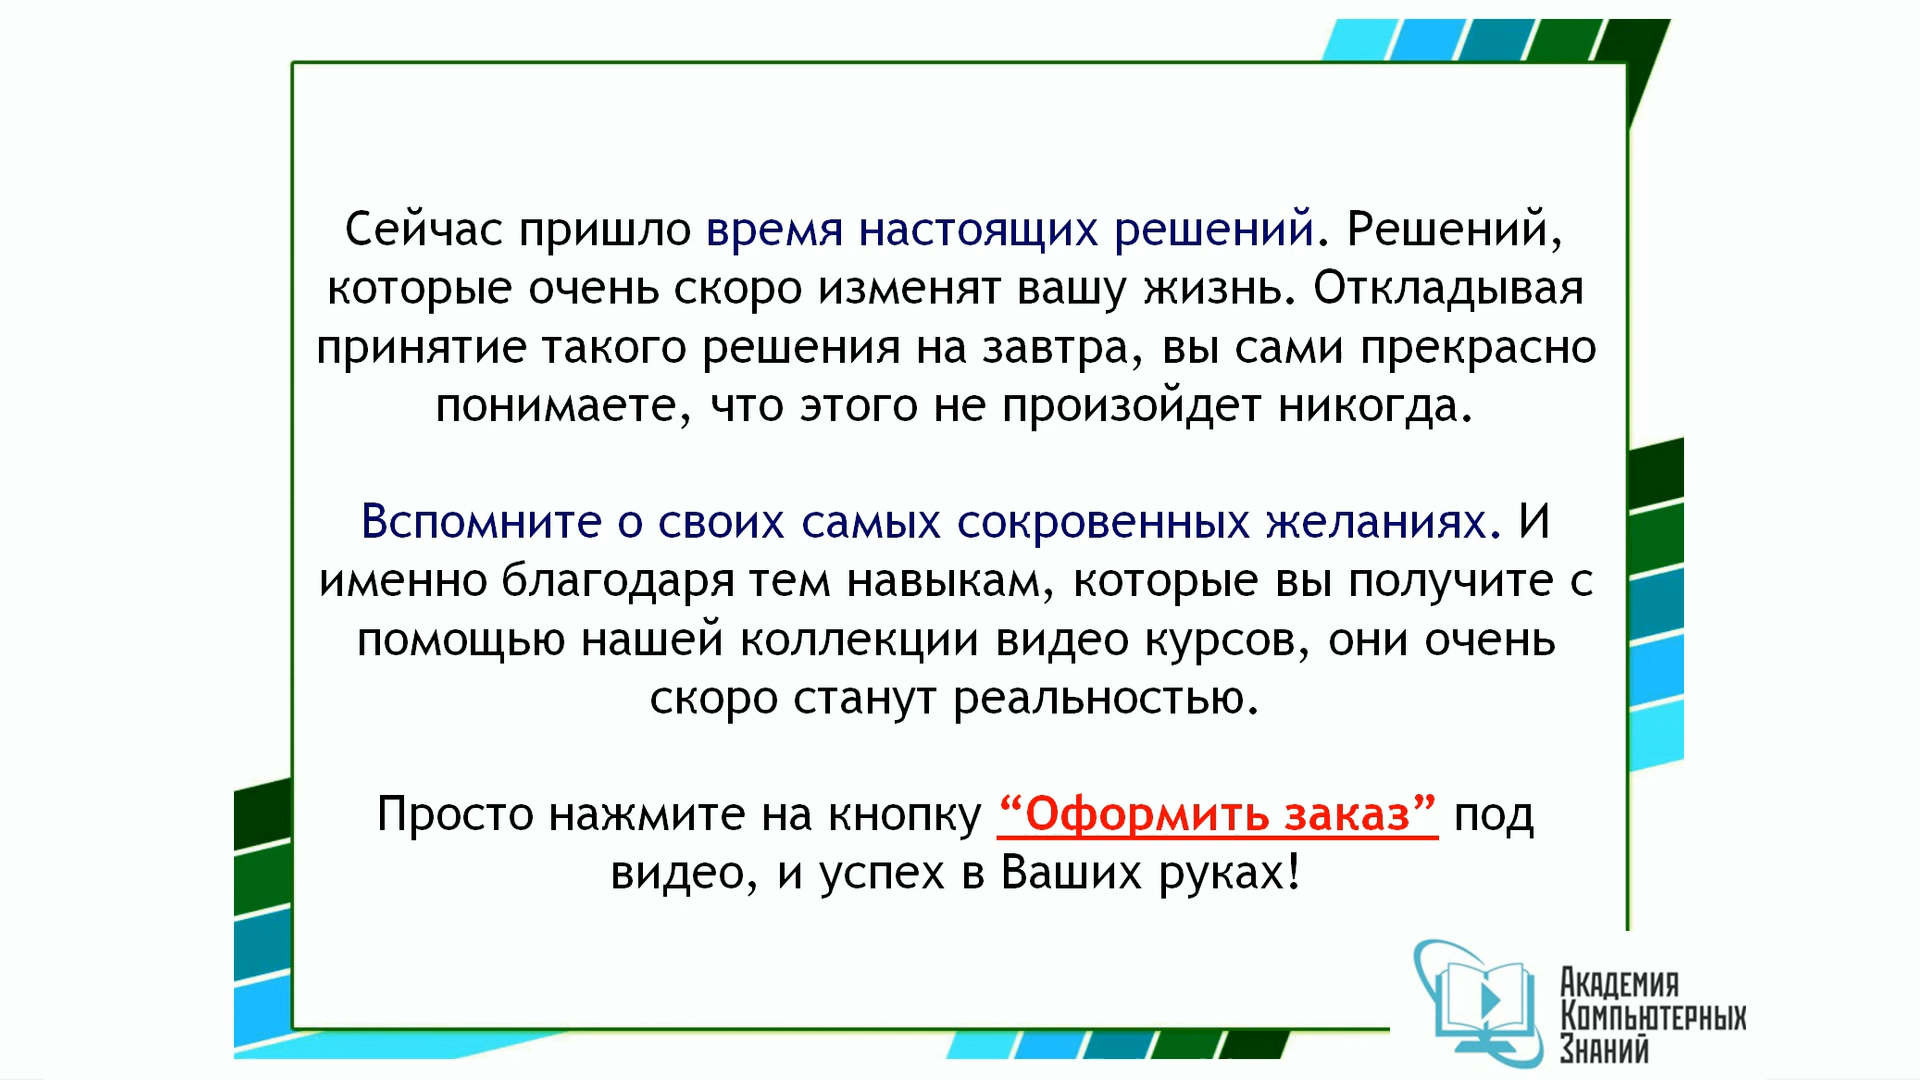 Сейчас пришло время настоящих решений. Решений,
которые очень скоро изменят вашу жизнь. Откладывая
принятие такого решения на завтра, вы сами прекрасно
понимаете, что этого не произойдет никогда.
Вспомните о своих самых сокровенных желаниях. И
именно благодаря тем навыкам, которые вы получите с
помощью нашей коллекции видео курсов, они очень
скоро станут реальностью.
Просто нажмите на кнопку “Оформить заказ” под
видео, и успех в Ваших руках!
Академия
Компьютерных
Знаний